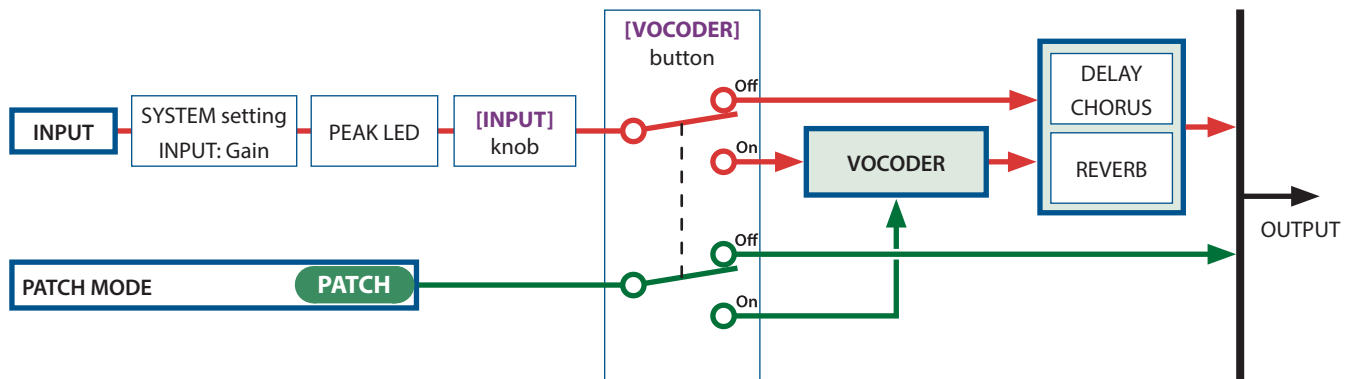 [VOCODER]
button
Off
DELAY
CHORUS
INPUT
SYSTEM setting
INPUT: Gain
PEAK LED
[INPUT]
knob
On
VOCODER
REVERB
OUTPUT
Off
PATCH MODE
PATCH
On